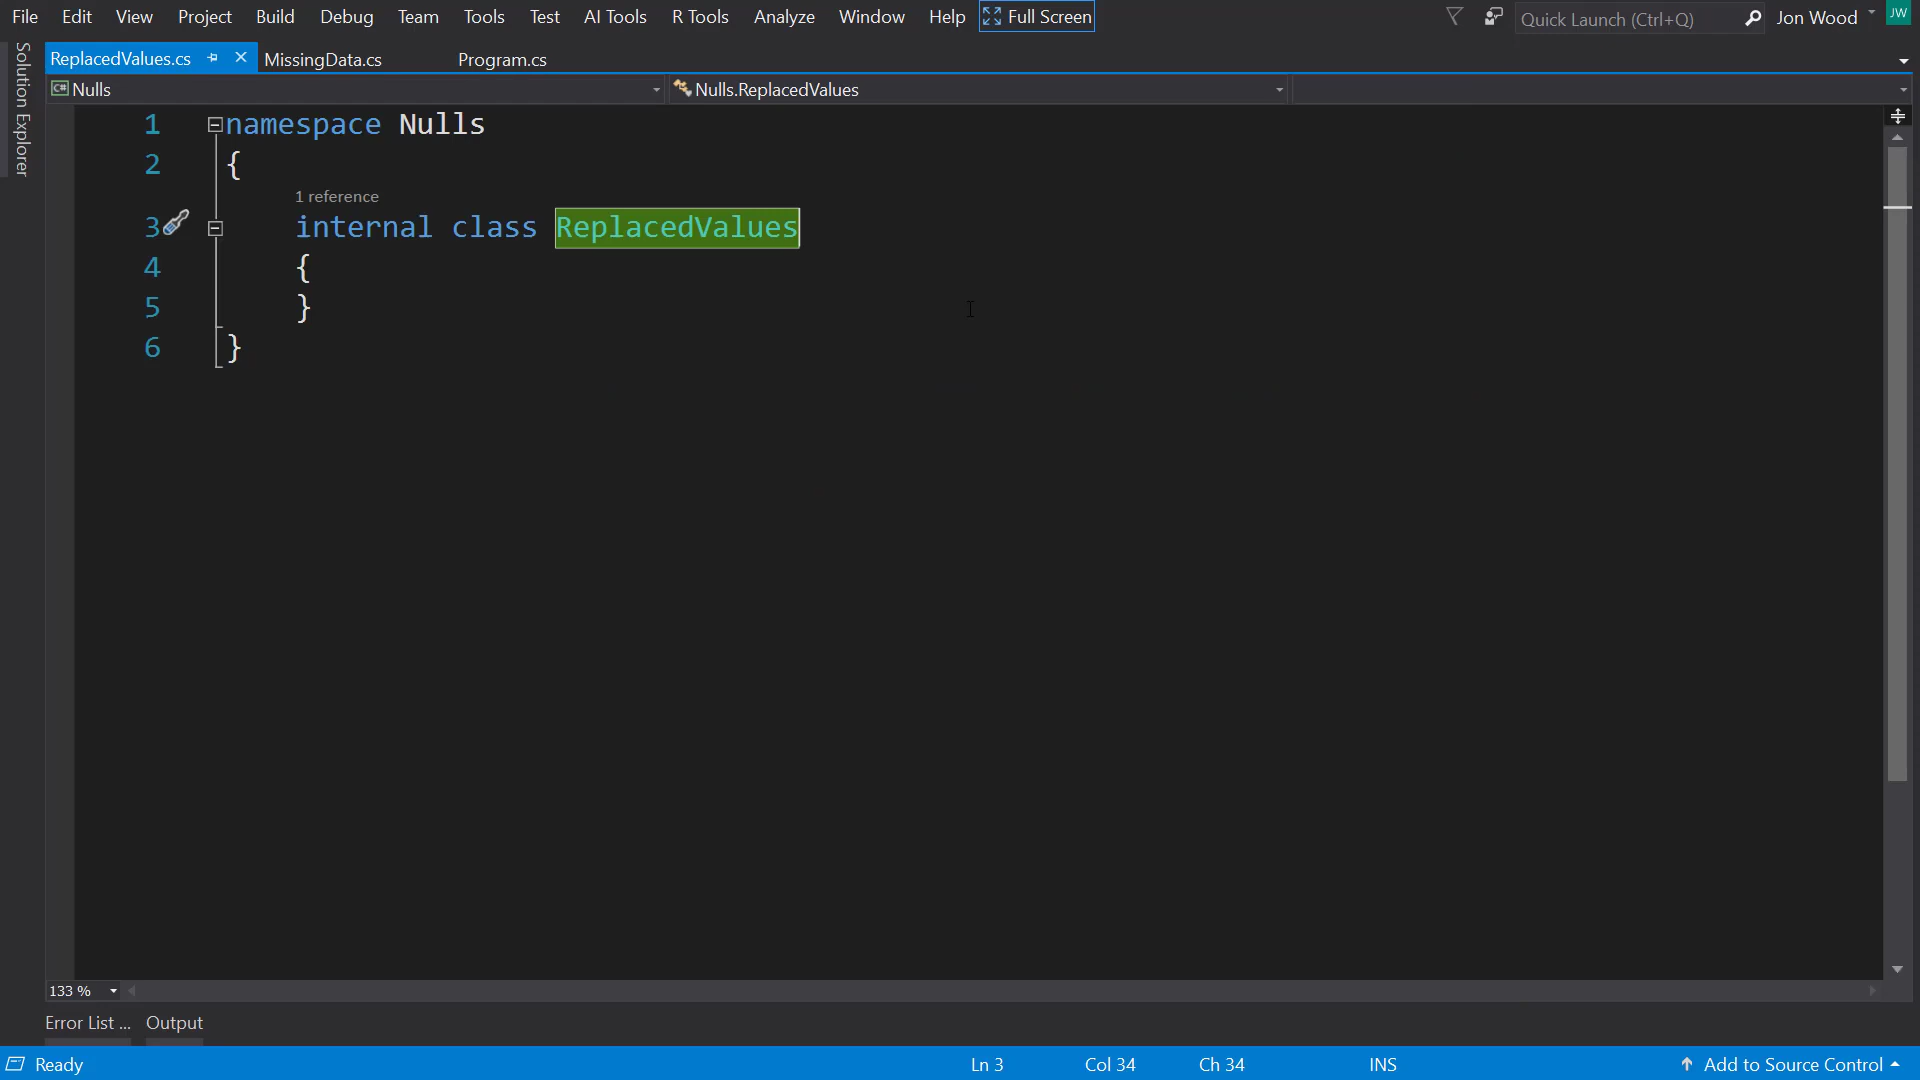 File Edit View Project Build Debug Team Tools Test AI Tools R Tools Analyze Window Help Full Screen Quick Launch (Ctrl+Q) Jon Wood JW
Solution Explorer
ReplacedValues.cs MissingData.cs Program.cs
C# Nulls Nulls.ReplacedValues
1 namespace Nulls
2 {
1 reference
3 internal class ReplacedValues
4 {
5 }
6 }
133 %
Error List ... Output
Ready Ln 3 Col 34 Ch 34 INS Add to Source Control